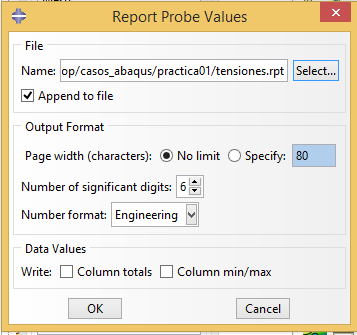 Report Probe Values
File
Name: op/casos_abaqus/practica01/tensiones.rpt Select...
Append to file
Output Format
Page width (characters): No limit Specify: 80
Number of significant digits: 6
Number format: Engineering
Data Values
Write: Column totals Column min/max
OK Cancel